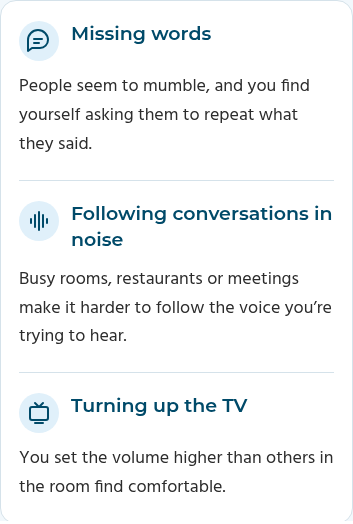 Missing words
People seem to mumble, and you find
yourself asking them to repeat what
they said.
Following conversations in
noise
Busy rooms, restaurants or meetings
make it harder to follow the voice you’re
trying to hear.
Turning up the TV
You set the volume higher than others in
the room find comfortable.